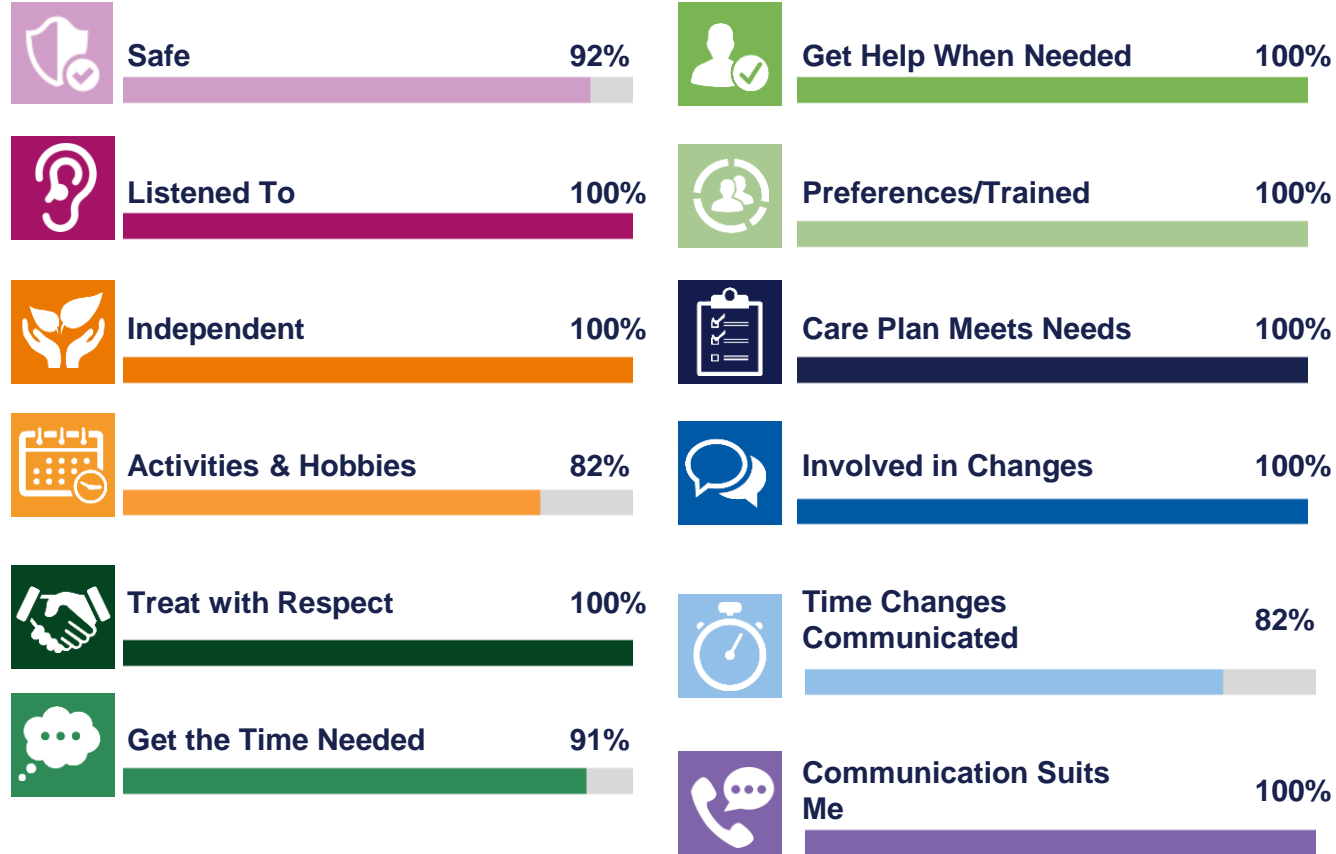 Safe 92%
Listened To 100%
Independent 100%
Activities & Hobbies 82%
Treat with Respect 100%
Get the Time Needed 91%
Get Help When Needed 100%
Preferences/Trained 100%
Care Plan Meets Needs 100%
Involved in Changes 100%
Time Changes
Communicated 82%
Communication Suits
Me 100%